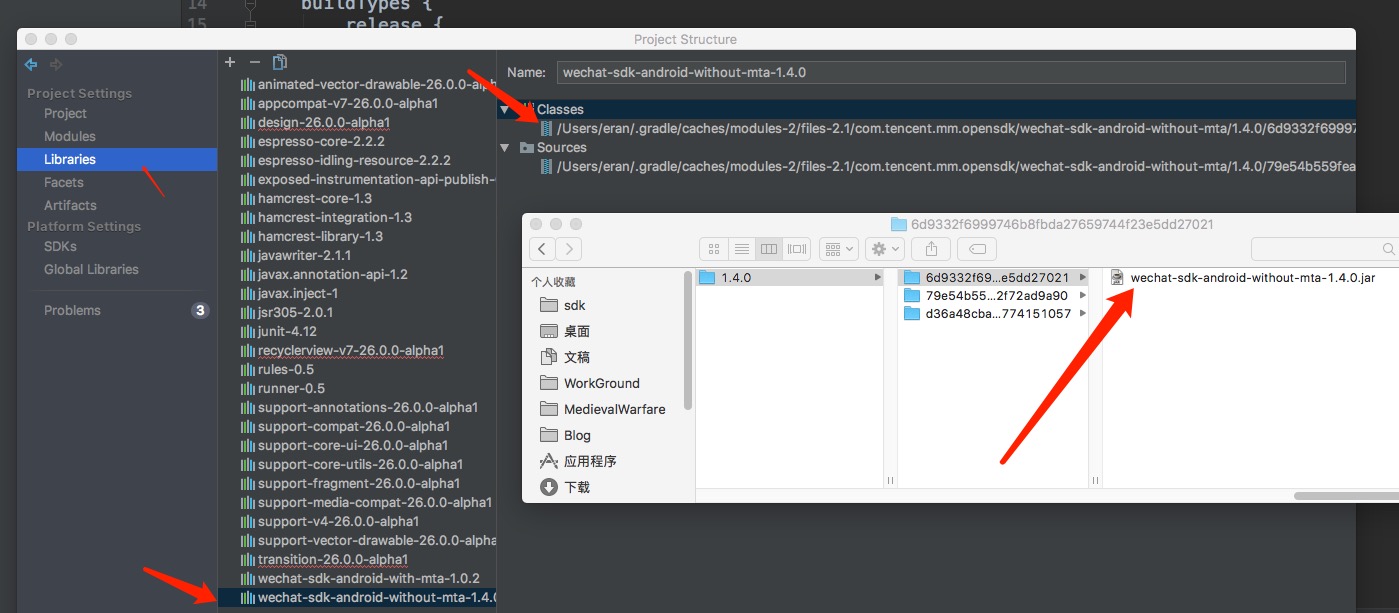 14
buildTypes {
15
release {
Project Structure
Project Settings
Project
Modules
Libraries
Facets
Artifacts
Platform Settings
SDKs
Global Libraries
Problems
3
animated-vector-drawable-26.0.0-alph
appcompat-v7-26.0.0-alpha1
design-26.0.0-alpha1
espresso-core-2.2.2
espresso-idling-resource-2.2.2
exposed-instrumentation-api-publish-
hamcrest-core-1.3
hamcrest-integration-1.3
hamcrest-library-1.3
javawriter-2.1.1
javax.annotation-api-1.2
javax.inject-1
jsr305-2.0.1
junit-4.12
recyclerview-v7-26.0.0-alpha1
rules-0.5
runner-0.5
support-annotations-26.0.0-alpha1
support-compat-26.0.0-alpha1
support-core-ui-26.0.0-alpha1
support-core-utils-26.0.0-alpha1
support-fragment-26.0.0-alpha1
support-media-compat-26.0.0-alpha1
support-v4-26.0.0-alpha1
support-vector-drawable-26.0.0-alpha
transition-26.0.0-alpha1
wechat-sdk-android-with-mta-1.0.2
wechat-sdk-android-without-mta-1.4.0
Name:
wechat-sdk-android-without-mta-1.4.0
Classes
/Users/eran/.gradle/caches/modules-2/files-2.1/com.tencent.mm.opensdk/wechat-sdk-android-without-mta/1.4.0/6d9332f69997
Sources
/Users/eran/.gradle/caches/modules-2/files-2.1/com.tencent.mm.opensdk/wechat-sdk-android-without-mta/1.4.0/79e54b559fea
6d9332f6999746b8fbda27659744f23e5dd27021
个人收藏
sdk
桌面
文稿
WorkGround
MedievalWarfare
Blog
应用程序
下载
1.4.0
6d9332f69...e5dd27021
79e54b55...2f72ad9a90
d36a48cba...774151057
wechat-sdk-android-without-mta-1.4.0.jar